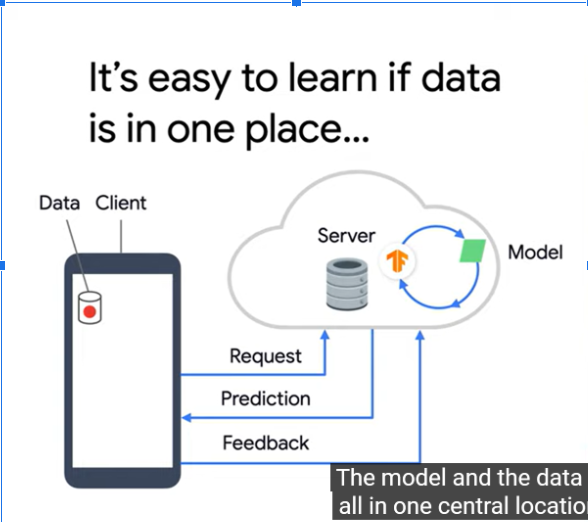 It's easy to learn if data
is in one place...
Data Client
Server
Model
Request
Prediction
Feedback
The model and the data
all in one central